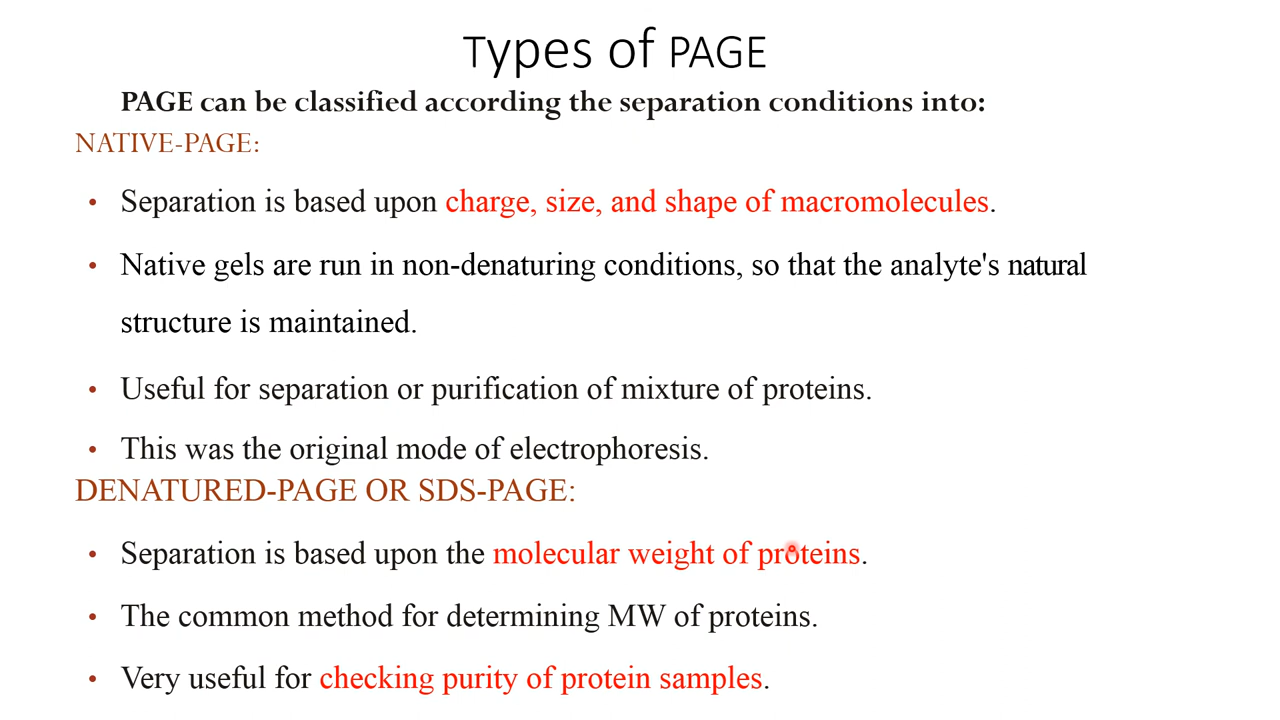 Types of PAGE
PAGE can be classified according the separation conditions into:
NATIVE-PAGE:
• Separation is based upon charge, size, and shape of macromolecules.
• Native gels are run in non-denaturing conditions, so that the analyte's natural
structure is maintained.
• Useful for separation or purification of mixture of proteins.
• This was the original mode of electrophoresis.
DENATURED-PAGE OR SDS-PAGE:
• Separation is based upon the molecular weight of proteins.
• The common method for determining MW of proteins.
• Very useful for checking purity of protein samples.